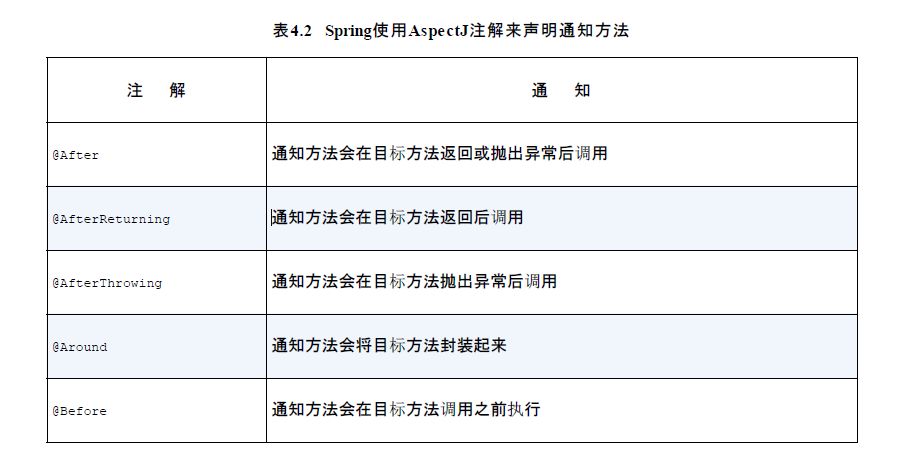 表4.2 Spring使用AspectJ注解来声明通知方法
注 解 通 知
@After 通知方法会在目标方法返回或抛出异常后调用
@AfterReturning 通知方法会在目标方法返回后调用
@AfterThrowing 通知方法会在目标方法抛出异常后调用
@Around 通知方法会将目标方法封装起来
@Before 通知方法会在目标方法调用之前执行